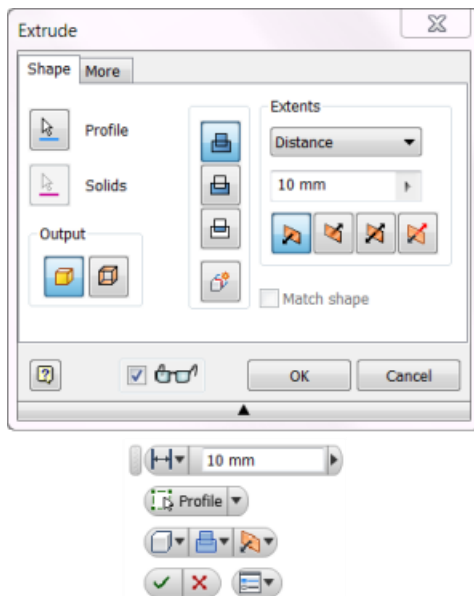 Extrude
Shape More
Extents
Profile
Distance
Solids
10 mm
Output
Match shape
OK Cancel
10 mm
Profile